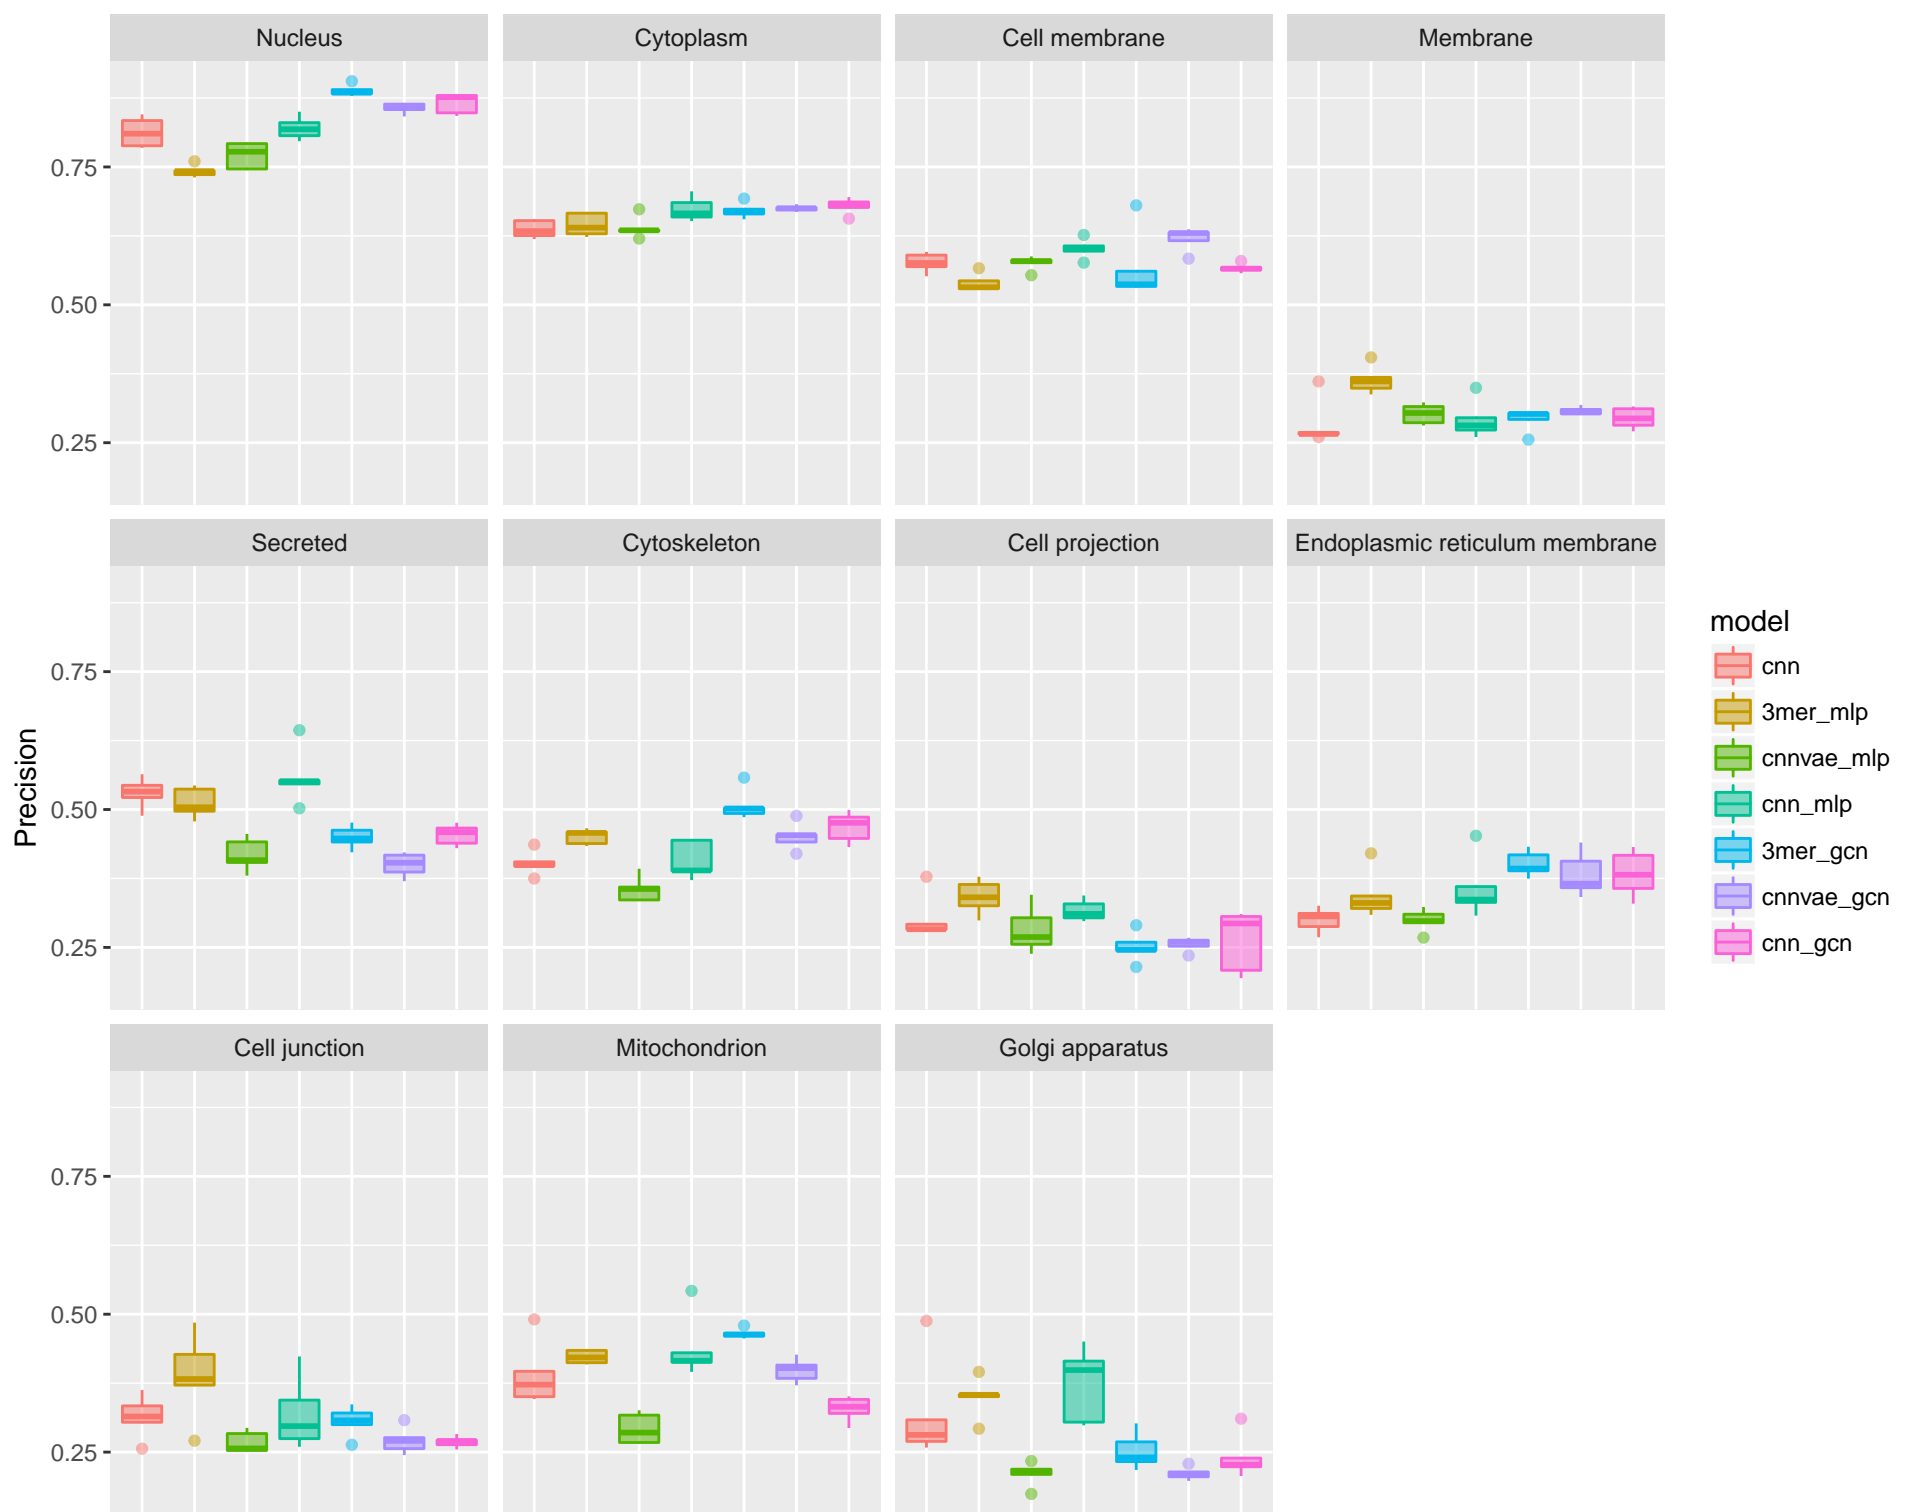 Nucleus
Cytoplasm
Cell membrane
Membrane
0.75
0.50
0.25
Secreted
Cytoskeleton
Cell projection
Endoplasmic reticulum membrane
0.75
0.50
0.25
Precision
Cell junction
Mitochondrion
Golgi apparatus
0.75
0.50
0.25
model
cnn
3mer_mlp
cnnvae_mlp
cnn_mlp
3mer_gcn
cnnvae_gcn
cnn_gcn